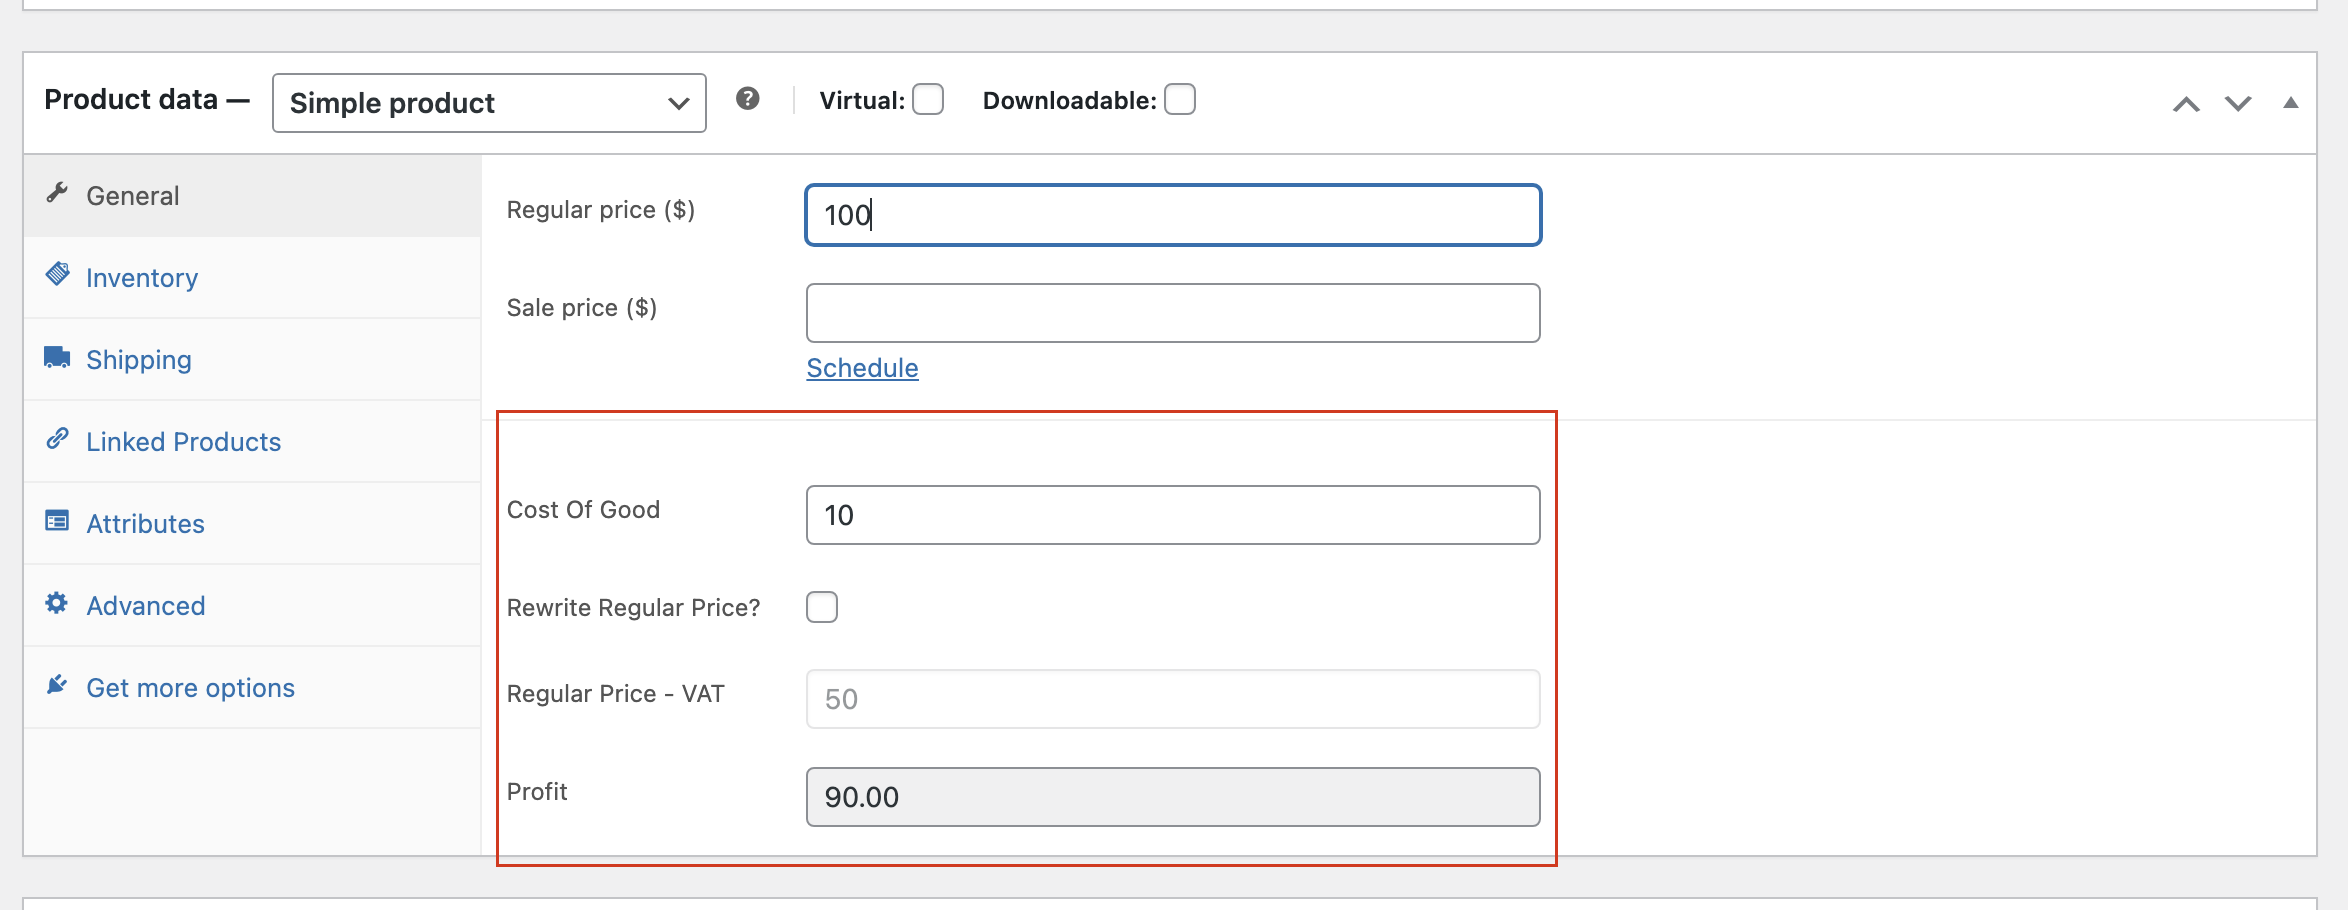 Product data — Simple product ? Virtual: Downloadable:
General
Inventory
Shipping
Linked Products
Attributes
Advanced
Get more options
Regular price ($) 100
Sale price ($)
Schedule
Cost Of Good 10
Rewrite Regular Price?
Regular Price - VAT 50
Profit 90.00